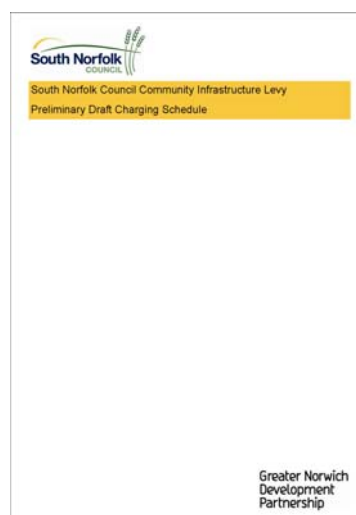 South Norfolk
COUNCIL
South Norfolk Council Community Infrastructure Levy
Preliminary Draft Charging Schedule
Greater Norwich
Development
Partnership